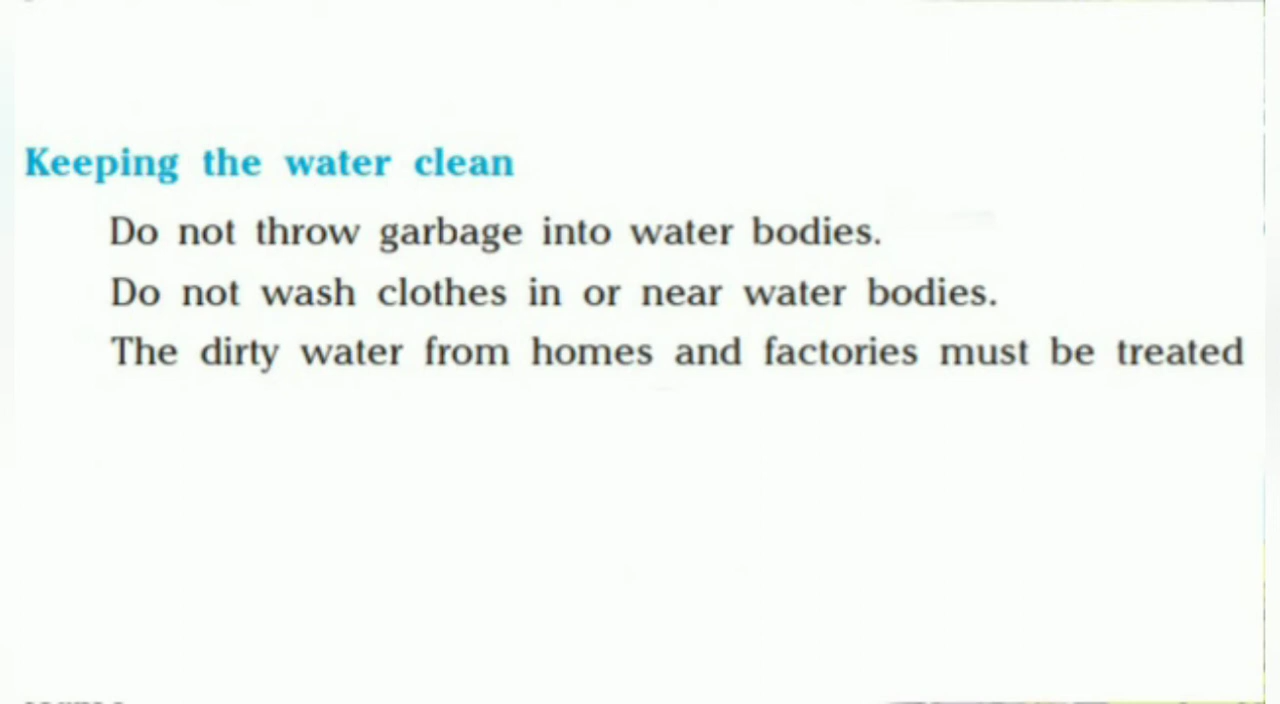 Keeping the water clean
Do not throw garbage into water bodies.
Do not wash clothes in or near water bodies.
The dirty water from homes and factories must be treated